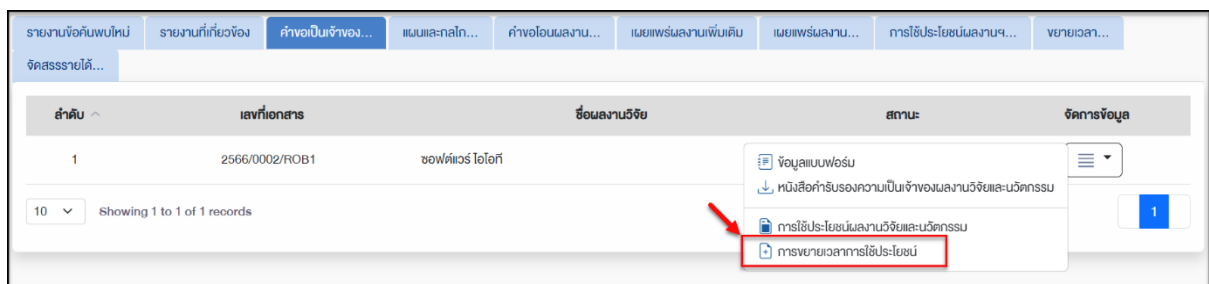 รายงานข้อค้นพบใหม่ รายงานที่เกี่ยวข้อง คำขอเป็นเจ้าของ... แผนและกลไก... คำขอโอนผลงาน... เผยแพร่ผลงานเพิ่มเติม เผยแพร่ผลงาน... การใช้ประโยชน์ผลงานฯ... ขยายเวลา...
จัดสรรรายได้...
ลำดับ เลขที่เอกสาร ชื่อผลงานวิจัย สถานะ จัดการข้อมูล
1 2566/0002/ROB1 ซอฟต์แวร์ ไอโอที
ข้อมูลแบบฟอร์ม
หนังสือคำรับรองความเป็นเจ้าของผลงานวิจัยและนวัตกรรม
การใช้ประโยชน์ผลงานวิจัยและนวัตกรรม
การขยายเวลาการใช้ประโยชน์
10 Showing 1 to 1 of 1 records 1